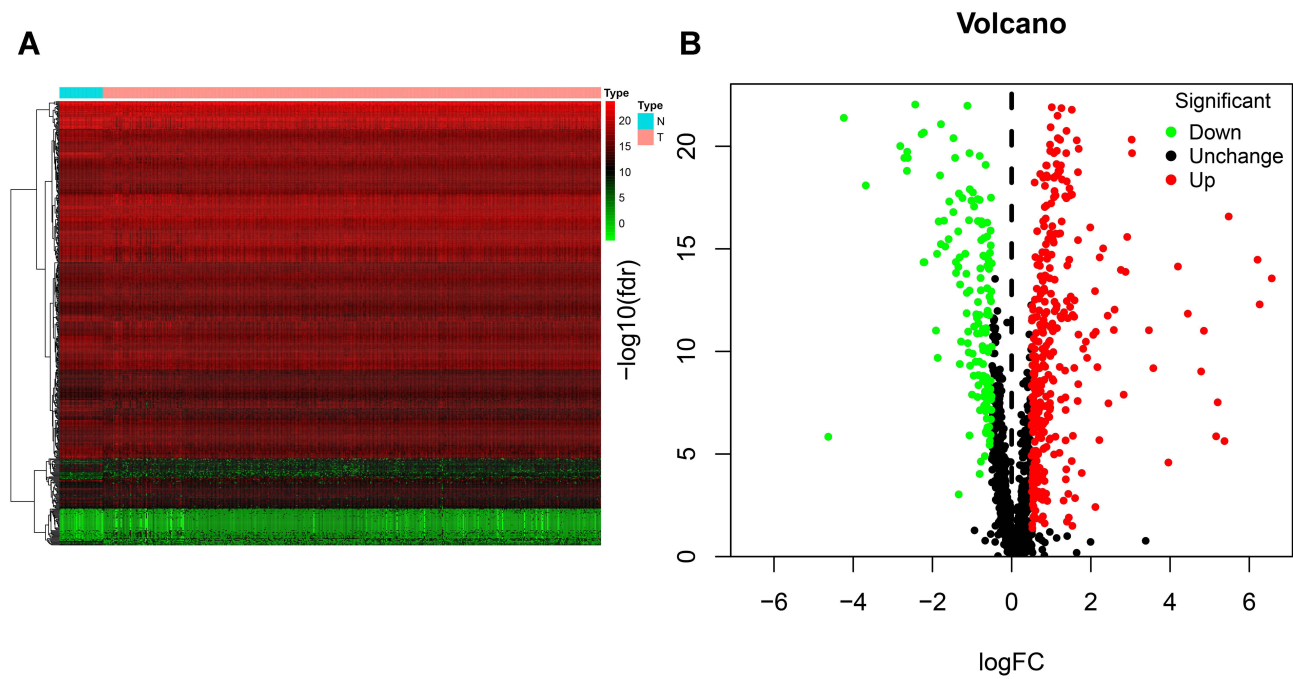 A
Type
20
15
10
5
0
Type
N
T
B
Volcano
−log10(fdr)
20
15
10
5
0
Significant
Down
Unchange
Up
−6
−4
−2
0
2
4
6
logFC